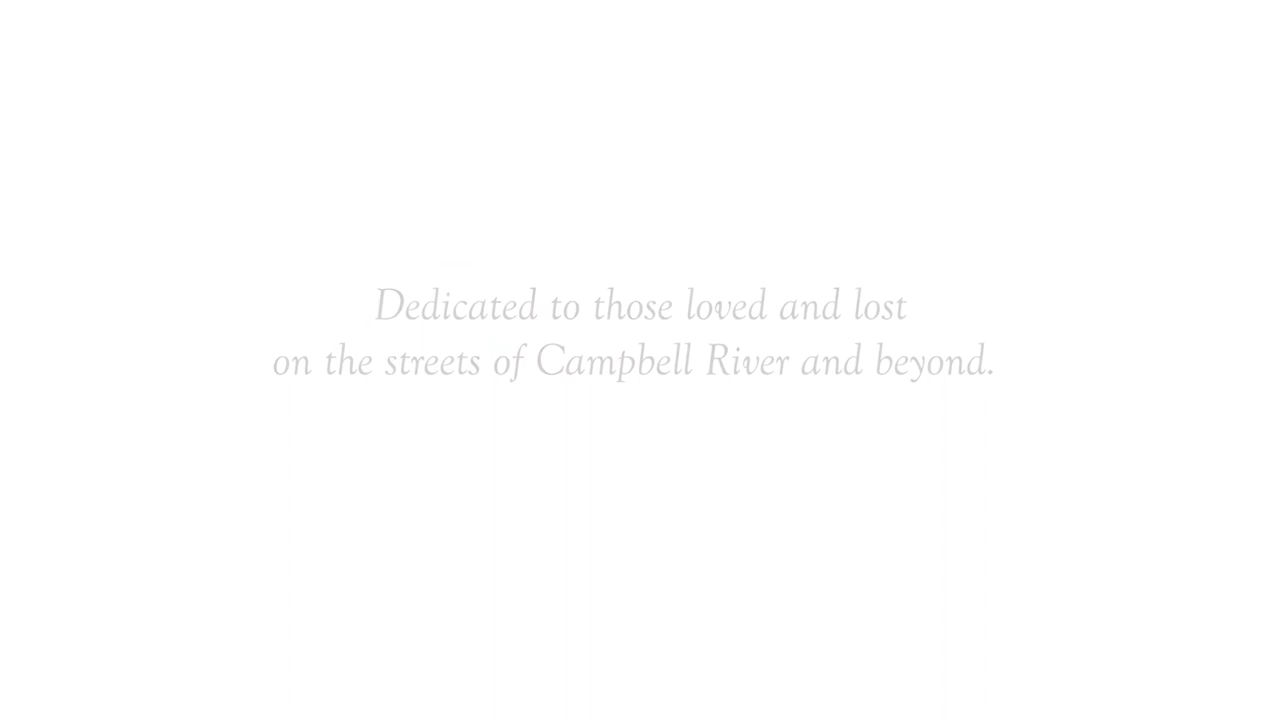 Dedicated to those loved and lost
on the streets of Campbell River and beyond.